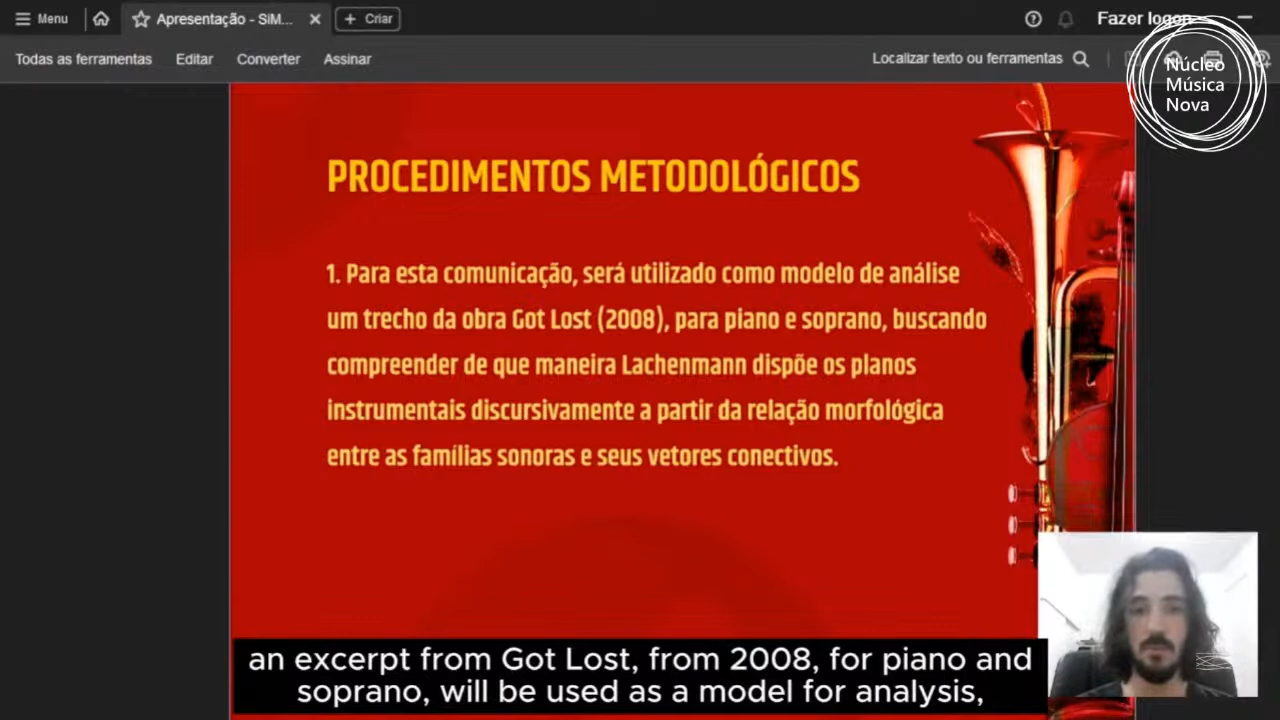 Menu
Apresentação - SiM...
Criar
Fazer logon
Todas as ferramentas
Editar
Converter
Assinar
Localizar texto ou ferramentas
Núcleo
Música
Nova
PROCEDIMENTOS METODOLÓGICOS
1. Para esta comunicação, será utilizado como modelo de análise
um trecho da obra Got Lost (2008), para piano e soprano, buscando
compreender de que maneira Lachenmann dispõe os planos
instrumentais discursivamente a partir da relação morfológica
entre as famílias sonoras e seus vetores conectivos.
an excerpt from Got Lost, from 2008, for piano and
soprano, will be used as a model for analysis,